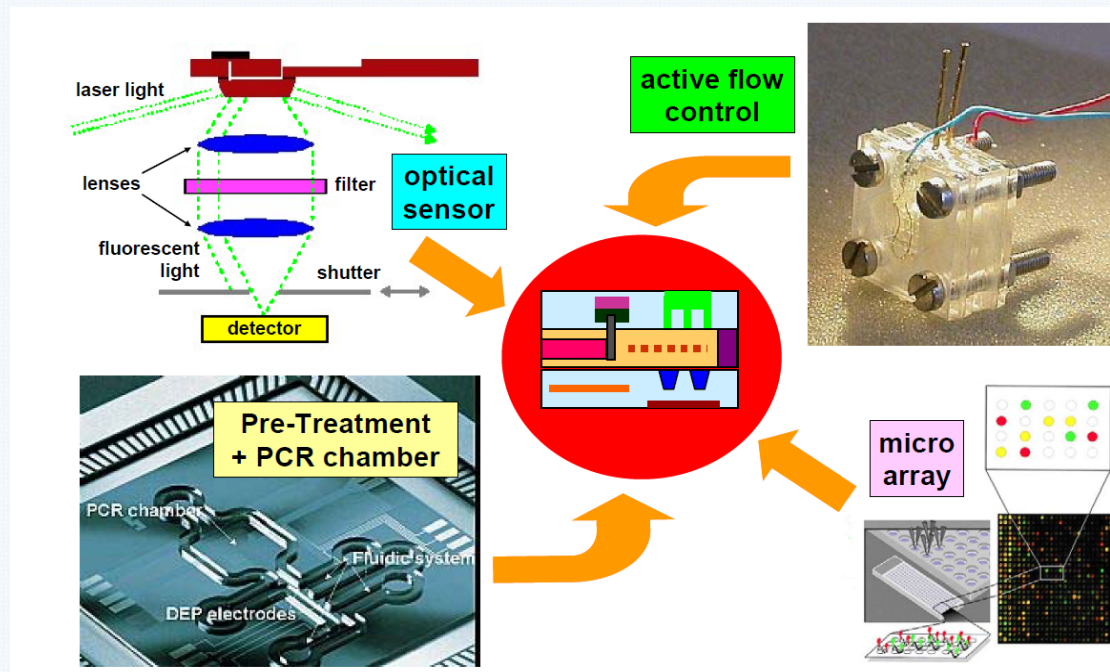 laser light
lenses
filter
fluorescent
light
shutter
detector
optical
sensor
active flow
control
Pre-Treatment
+ PCR chamber
PCR chamber
Fluidic system
DEP electrodes
micro
array